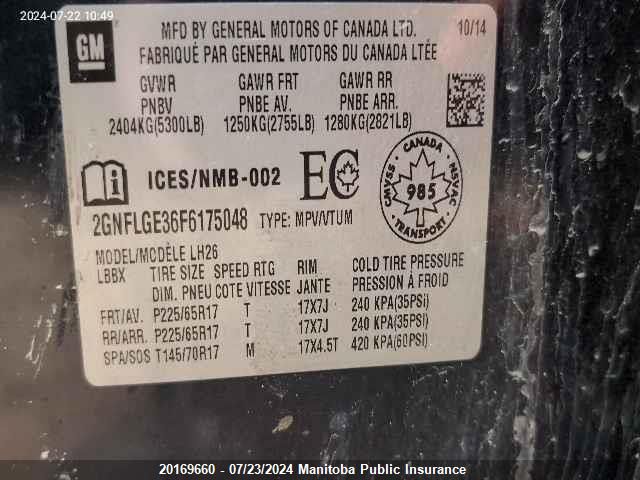 2024-07-22 10:49
GM
MFD BY GENERAL MOTORS OF CANADA LTD. 10/14
FABRIQUÉ PAR GENERAL MOTORS DU CANADA LTÉE
GVWR GAWR FRT GAWR RR
PNBV PNBE AV. PNBE ARR.
2404KG(5300LB) 1250KG(2755LB) 1280KG(2821LB)
ICES/NMB-002 EC
CANADA
CMVSS 985 NSVAC
TRANSPORT
2GNFLGE36F6175048 TYPE: MPV/VTUM
MODEL/MODÈLE LH26
LBBX TIRE SIZE SPEED RTG RIM COLD TIRE PRESSURE
DIM. PNEU COTE VITESSE JANTE PRESSION À FROID
FRT/AV. P225/65R17 T 17X7J 240 KPA(35PSI)
RR/ARR. P225/65R17 T 17X7J 240 KPA(35PSI)
SPA/SOS T145/70R17 M 17X4.5T 420 KPA(60PSI)
20169660 - 07/23/2024 Manitoba Public Insurance